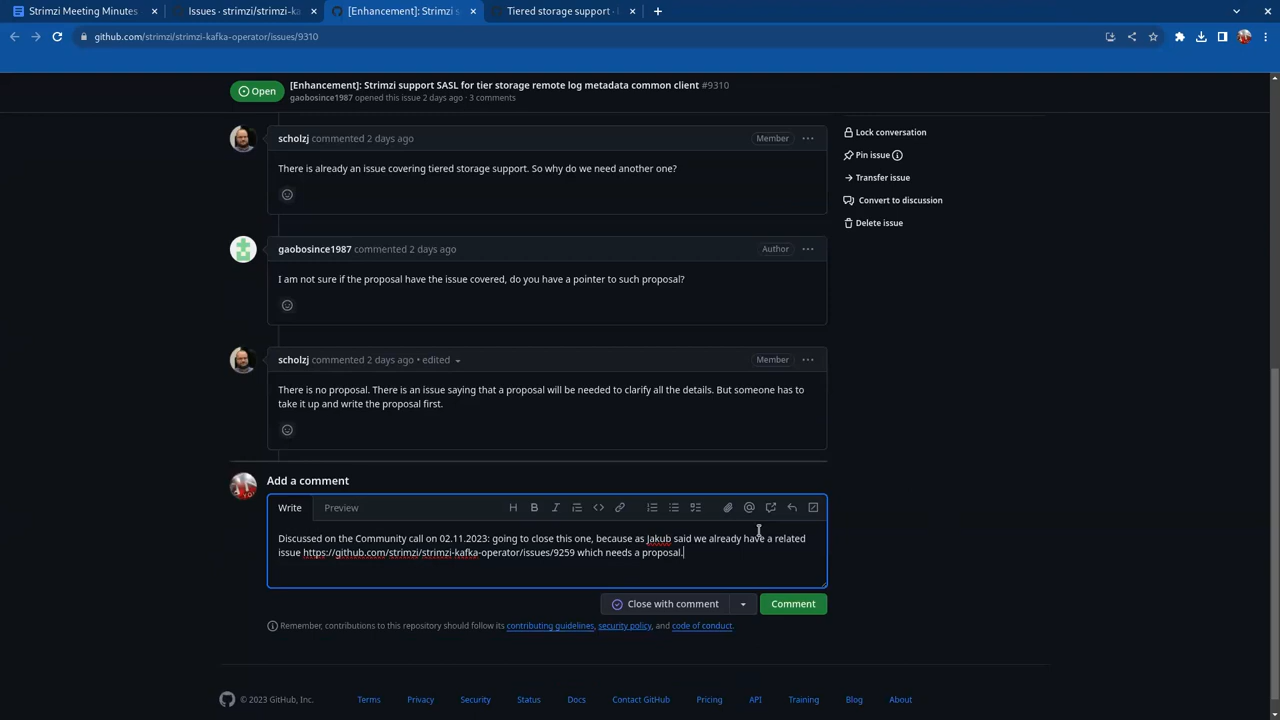 Strimzi Meeting Minutes
Issues · strimzi/strimzi-ka
[Enhancement]: Strimzi s
Tiered storage support ·
github.com/strimzi/strimzi-kafka-operator/issues/9310
Open
[Enhancement]: Strimzi support SASL for tier storage remote log metadata common client #9310
gaobosince1987 opened this issue 2 days ago · 3 comments
scholzj commented 2 days ago
Member
There is already an issue covering tiered storage support. So why do we need another one?
Lock conversation
Pin issue
Transfer issue
Convert to discussion
Delete issue
gaobosince1987 commented 2 days ago
Author
I am not sure if the proposal have the issue covered, do you have a pointer to such proposal?
scholzj commented 2 days ago • edited
Member
There is no proposal. There is an issue saying that a proposal will be needed to clarify all the details. But someone has to
take it up and write the proposal first.
Add a comment
Write
Preview
Discussed on the Community call on 02.11.2023: going to close this one, because as Jakub said we already have a related
issue https://github.com/strimzi/strimzi-kafka-operator/issues/9259 which needs a proposal.
Close with comment
Comment
Remember, contributions to this repository should follow its contributing guidelines, security policy, and code of conduct.
© 2023 GitHub, Inc.
Terms
Privacy
Security
Status
Docs
Contact GitHub
Pricing
API
Training
Blog
About